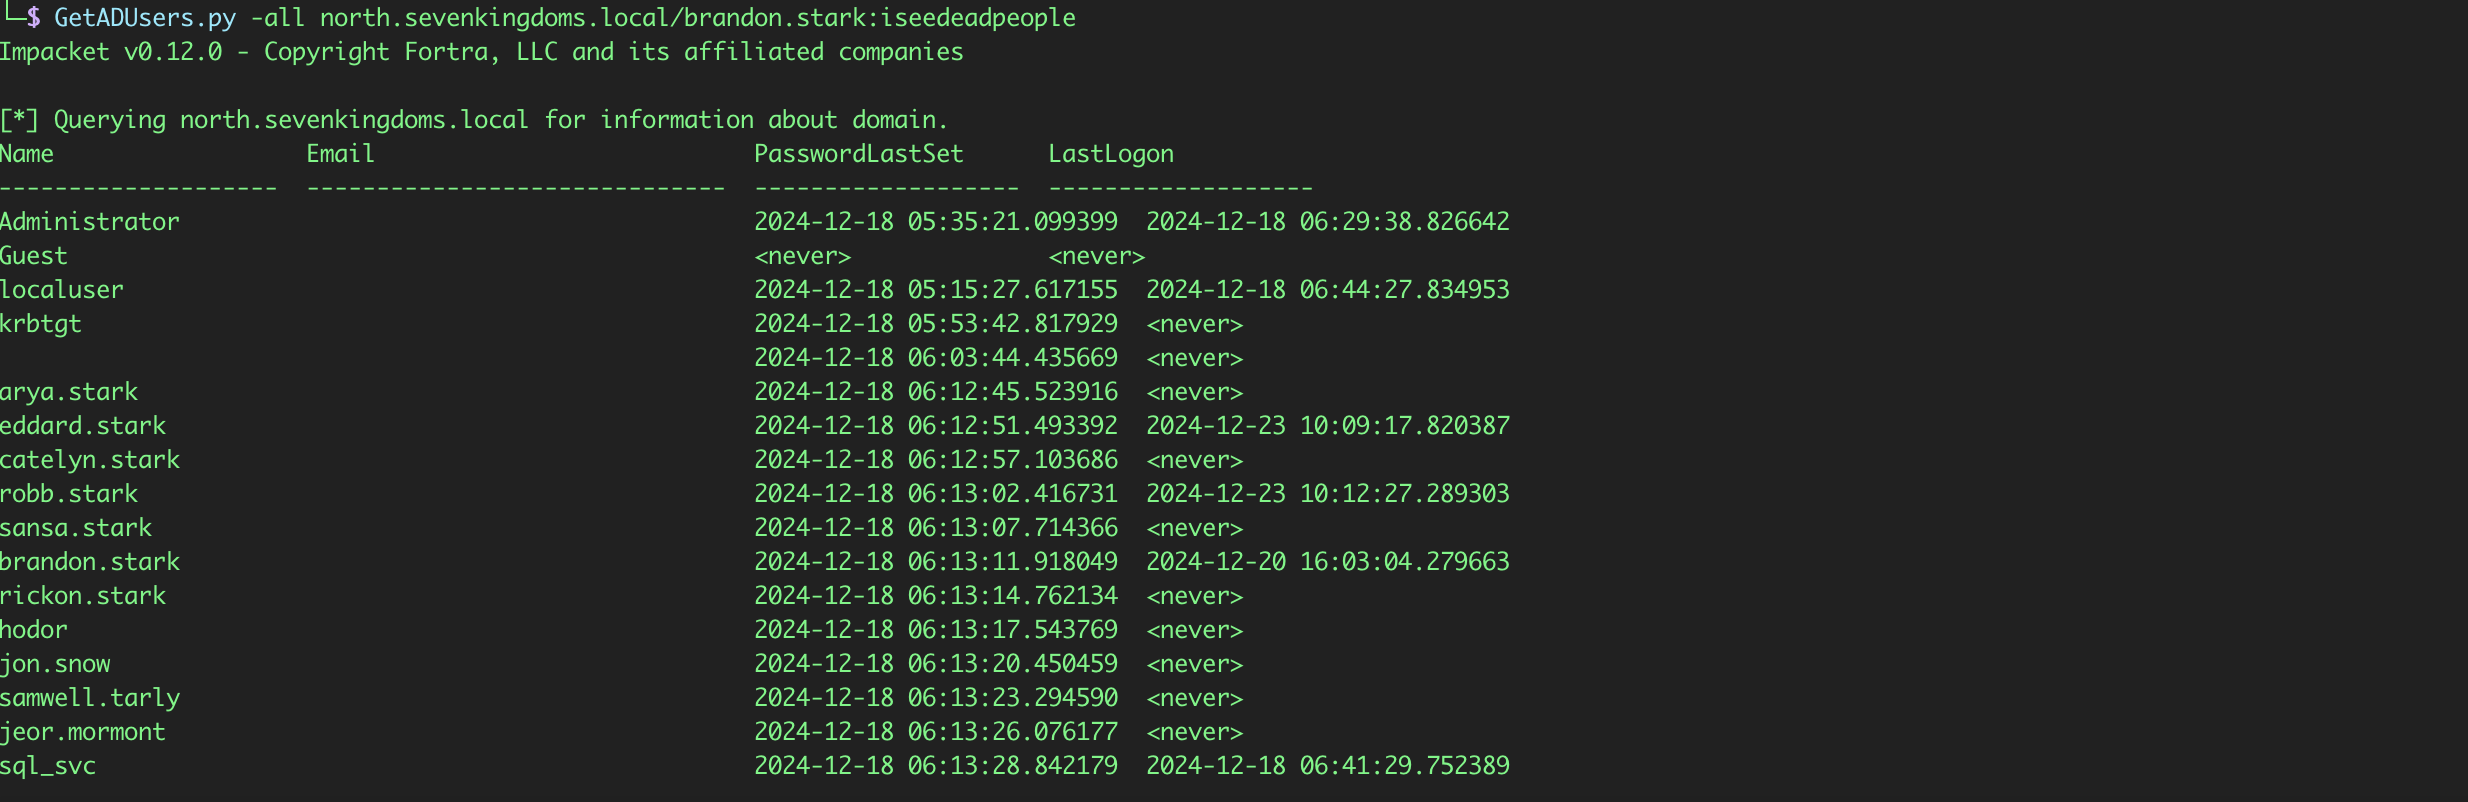 └─$ GetADUsers.py -all north.sevenkingdoms.local/brandon.stark:iseedeadpeople
Impacket v0.12.0 - Copyright Fortra, LLC and its affiliated companies

[*] Querying north.sevenkingdoms.local for information about domain.
Name                  Email                           PasswordLastSet      LastLogon
--------------------  ------------------------------  -------------------  -------------------
Administrator                                         2024-12-18 05:35:21.099399  2024-12-18 06:29:38.826642
Guest                                                 <never>              <never>
localuser                                             2024-12-18 05:15:27.617155  2024-12-18 06:44:27.834953
krbtgt                                                2024-12-18 05:53:42.817929  <never>
                                                      2024-12-18 06:03:44.435669  <never>
arya.stark                                            2024-12-18 06:12:45.523916  <never>
eddard.stark                                          2024-12-18 06:12:51.493392  2024-12-23 10:09:17.820387
catelyn.stark                                         2024-12-18 06:12:57.103686  <never>
robb.stark                                            2024-12-18 06:13:02.416731  2024-12-23 10:12:27.289303
sansa.stark                                           2024-12-18 06:13:07.714366  <never>
brandon.stark                                         2024-12-18 06:13:11.918049  2024-12-20 16:03:04.279663
rickon.stark                                          2024-12-18 06:13:14.762134  <never>
hodor                                                 2024-12-18 06:13:17.543769  <never>
jon.snow                                              2024-12-18 06:13:20.450459  <never>
samwell.tarly                                         2024-12-18 06:13:23.294590  <never>
jeor.mormont                                          2024-12-18 06:13:26.076177  <never>
sql_svc                                               2024-12-18 06:13:28.842179  2024-12-18 06:41:29.752389